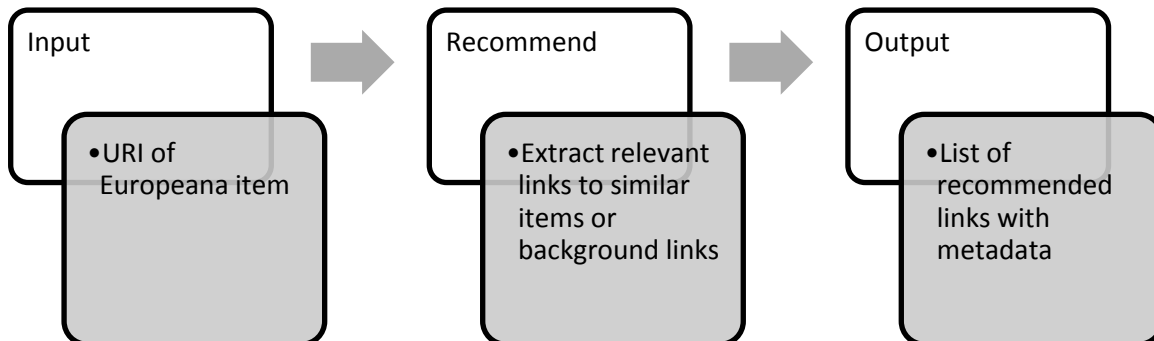 Input
•URI of
Europeana item
Recommend
•Extract relevant
links to similar
items or
background links
Output
•List of
recommended
links with
metadata